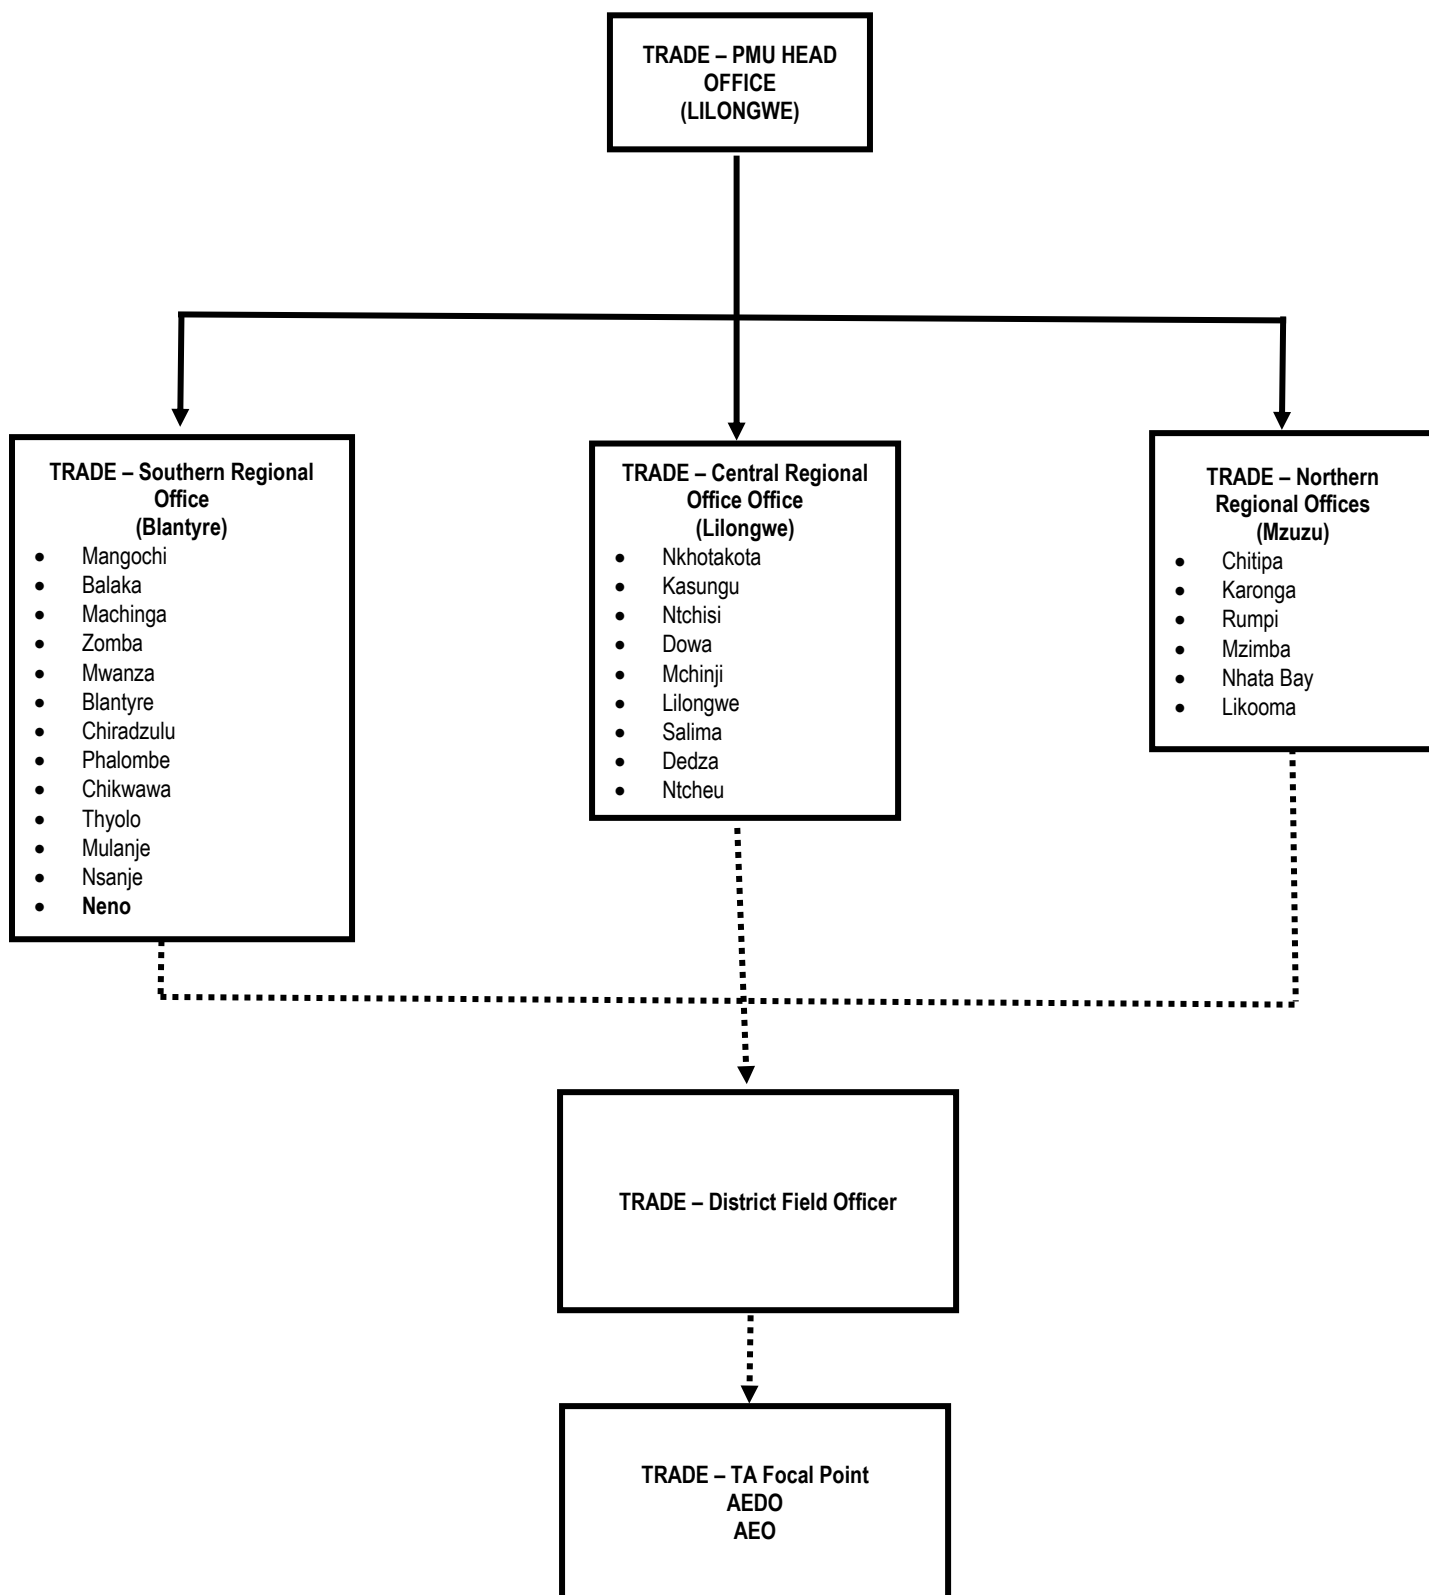 TRADE – PMU HEAD
OFFICE
(LILONGWE)
TRADE – Southern Regional
Office
(Blantyre)
• Mangochi
• Balaka
• Machinga
• Zomba
• Mwanza
• Blantyre
• Chiradzulu
• Phalombe
• Chikwawa
• Thyolo
• Mulanje
• Nsanje
• Neno
TRADE – Central Regional
Office Office
(Lilongwe)
• Nkhotakota
• Kasungu
• Ntchisi
• Dowa
• Mchinji
• Lilongwe
• Salima
• Dedza
• Ntcheu
TRADE – Northern
Regional Offices
(Mzuzu)
• Chitipa
• Karonga
• Rumpi
• Mzimba
• Nhata Bay
• Likooma
TRADE – District Field Officer
TRADE – TA Focal Point
AEDO
AEO